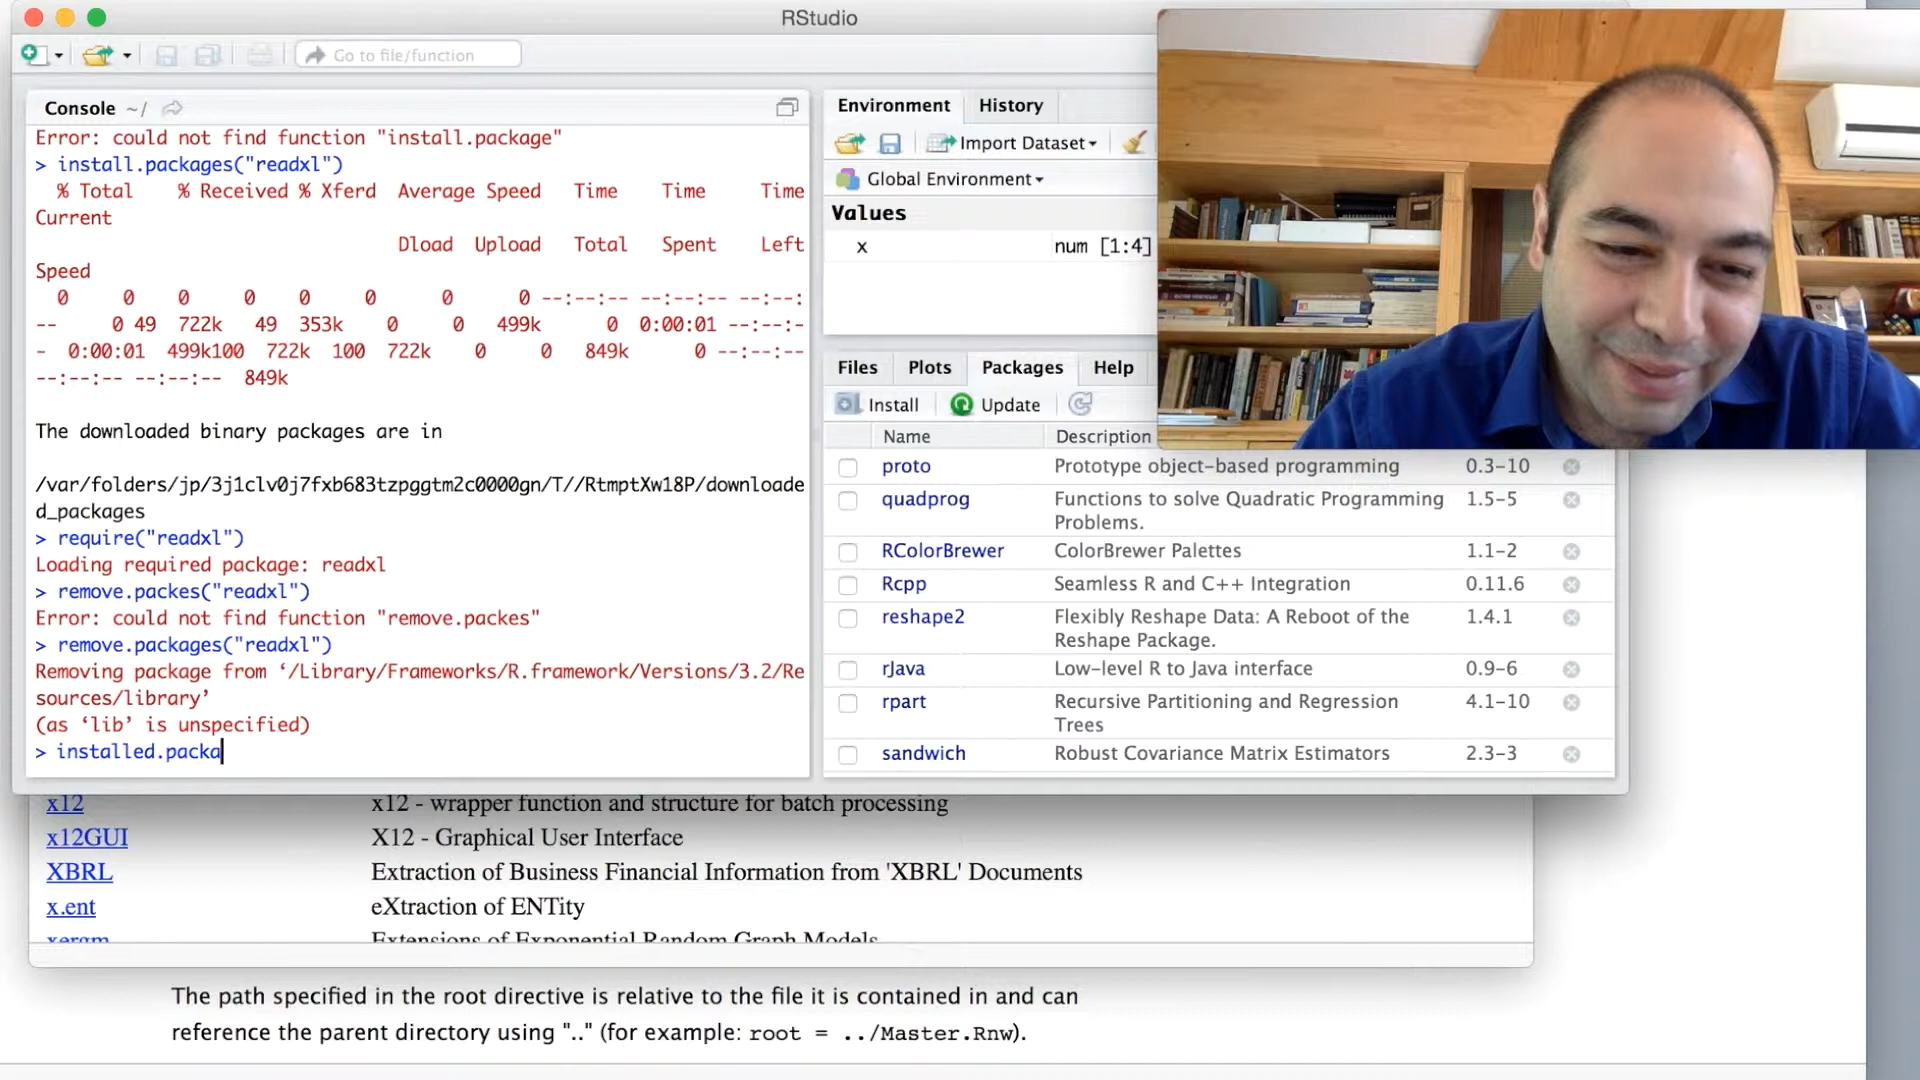 RStudio
Go to file/function
Console ~/
Error: could not find function "install.package"
> install.packages("readxl")
% Total % Received % Xferd Average Speed Time Time Time
Current
Dload Upload Total Spent Left
Speed
0 0 0 0 0 0 0 0 --:--:-- --:--:-- --:--:
-- 0 49 722k 49 353k 0 0 499k 0 0:00:01 --:--:-
- 0:00:01 499k100 722k 100 722k 0 0 849k 0 --:--:--
--:--:-- --:--:-- 849k
The downloaded binary packages are in
/var/folders/jp/3j1clv0j7fxb683tzpggtm2c0000gn/T//RtmptXw18P/downloade
d_packages
> require("readxl")
Loading required package: readxl
> remove.packes("readxl")
Error: could not find function "remove.packes"
> remove.packages("readxl")
Removing package from ‘/Library/Frameworks/R.framework/Versions/3.2/Re
sources/library’
(as ‘lib’ is unspecified)
> installed.packa
Environment History
Import Dataset
Global Environment
Values
x num [1:4]
Files Plots Packages Help
Install Update
Name Description
proto Prototype object-based programming 0.3-10
quadprog Functions to solve Quadratic Programming 1.5-5
Problems.
RColorBrewer ColorBrewer Palettes 1.1-2
Rcpp Seamless R and C++ Integration 0.11.6
reshape2 Flexibly Reshape Data: A Reboot of the 1.4.1
Reshape Package.
rJava Low-level R to Java interface 0.9-6
rpart Recursive Partitioning and Regression 4.1-10
Trees
sandwich Robust Covariance Matrix Estimators 2.3-3
x12 x12 - wrapper function and structure for batch processing
x12GUI X12 - Graphical User Interface
XBRL Extraction of Business Financial Information from 'XBRL' Documents
x.ent eXtraction of ENTity
xergm Extensions of Exponential Random Graph Models
The path specified in the root directive is relative to the file it is contained in and can
reference the parent directory using ".." (for example: root = ../Master.Rnw).